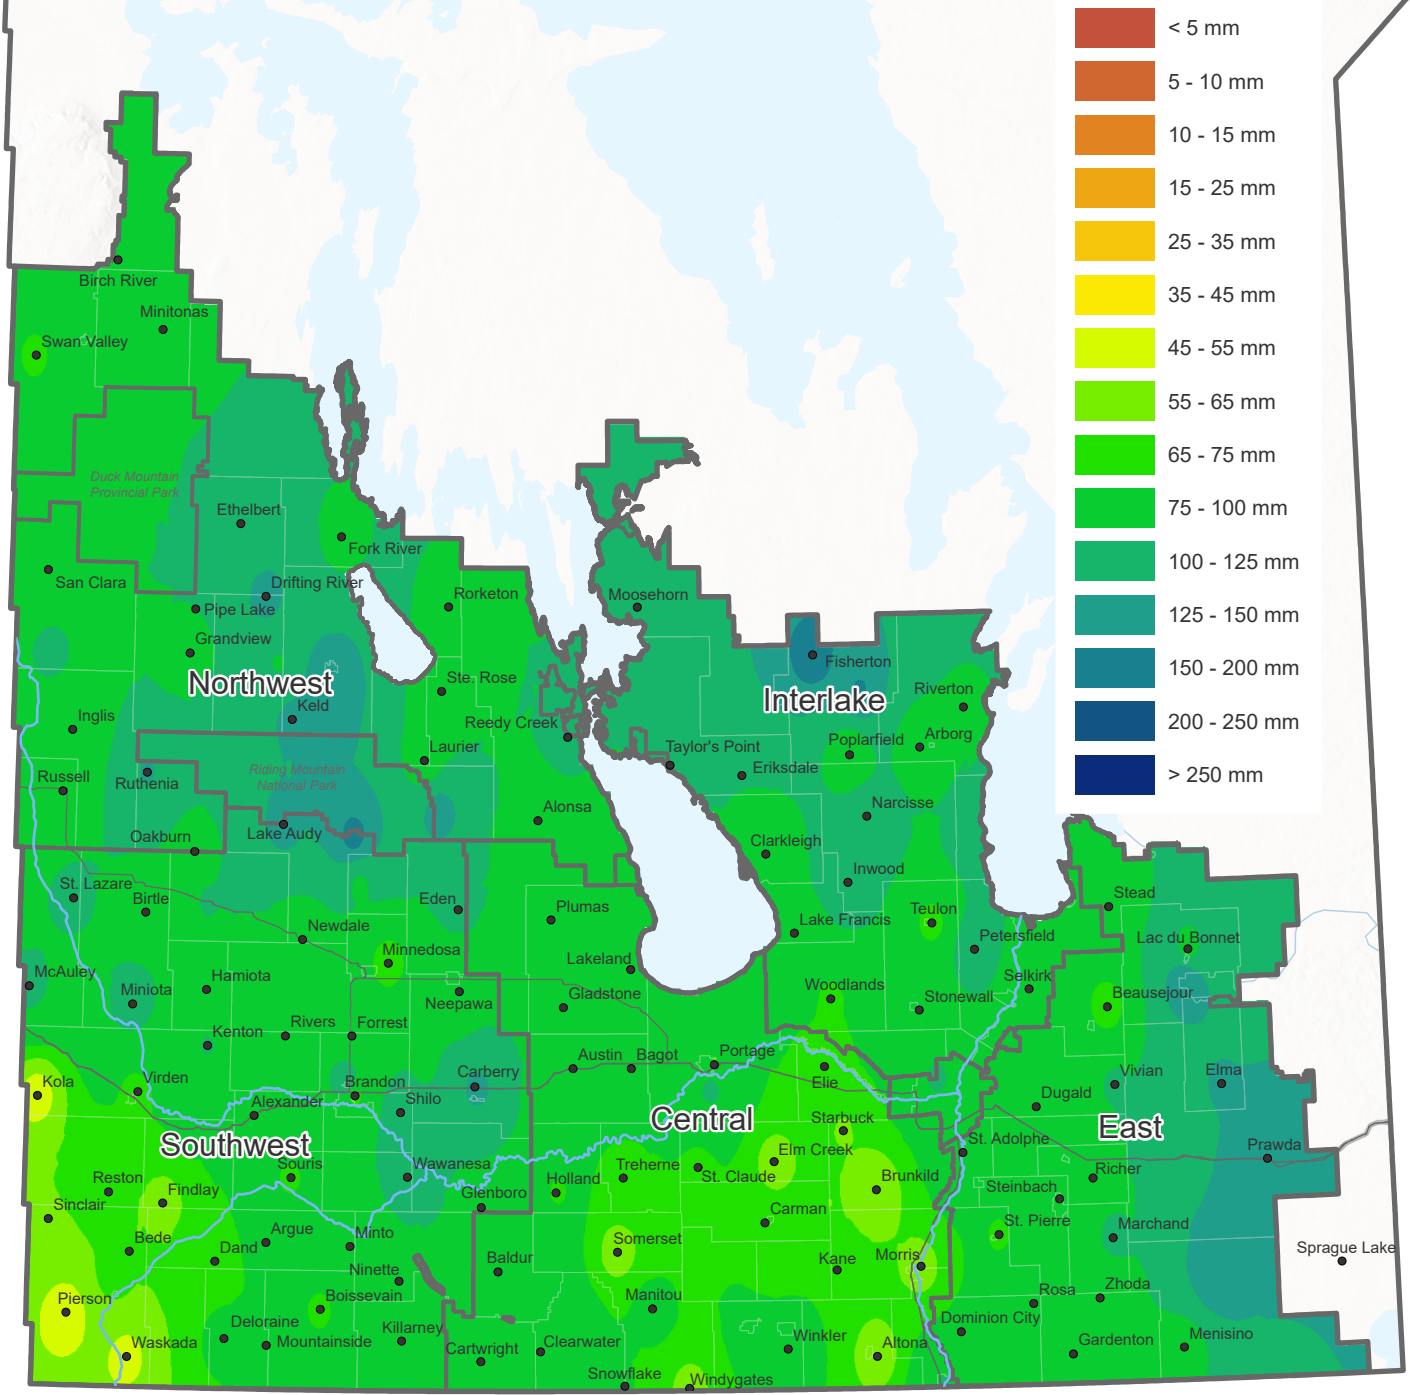 < 5 mm
5 - 10 mm
10 - 15 mm
15 - 25 mm
25 - 35 mm
35 - 45 mm
45 - 55 mm
55 - 65 mm
65 - 75 mm
75 - 100 mm
100 - 125 mm
125 - 150 mm
150 - 200 mm
200 - 250 mm
> 250 mm
Birch River
Minitonas
Swan Valley
Duck Mountain
Provincial Park
Ethelbert
Fork River
San Clara
Drifting River
Rorketon
Moosehorn
Pipe Lake
Grandview
Northwest
Ste. Rose
Fisherton
Interlake
Riverton
Inglis
Keld
Reedy Creek
Laurier
Taylor's Point
Poplarfield
Arborg
Russell
Ruthenia
Riding Mountain
National Park
Eriksdale
Narcisse
Alonsa
Oakburn
Lake Audy
Clarkleigh
Inwood
St. Lazare
Birtle
Eden
Plumas
Lake Francis
Teulon
Stead
Newdale
Minnedosa
Petersfield
Lac du Bonnet
McAuley
Miniota
Hamiota
Neepawa
Lakeland
Gladstone
Woodlands
Stonewall
Selkirk
Beausejour
Kenton
Rivers
Forrest
Austin
Bagot
Portage
Elie
Kola
Virden
Brandon
Carberry
Vivian
Elma
Alexander
Shilo
Central
Starbuck
Dugald
East
Southwest
Souris
Wawanesa
Treherne
St. Claude
Elm Creek
St. Adolphe
Prawda
Reston
Findlay
Glenboro
Holland
Brunkild
Steinbach
Richer
Sinclair
Argue
Minto
Carman
St. Pierre
Marchand
Bede
Dand
Ninette
Baldur
Somerset
Kane
Morris
Sprague Lake
Pierson
Boissevain
Manitou
Rosa
Zhoda
Deloraine
Dominion City
Waskada
Mountainside
Killarney
Cartwright
Clearwater
Winkler
Altona
Gardenton
Menisino
Snowflake
Windygates